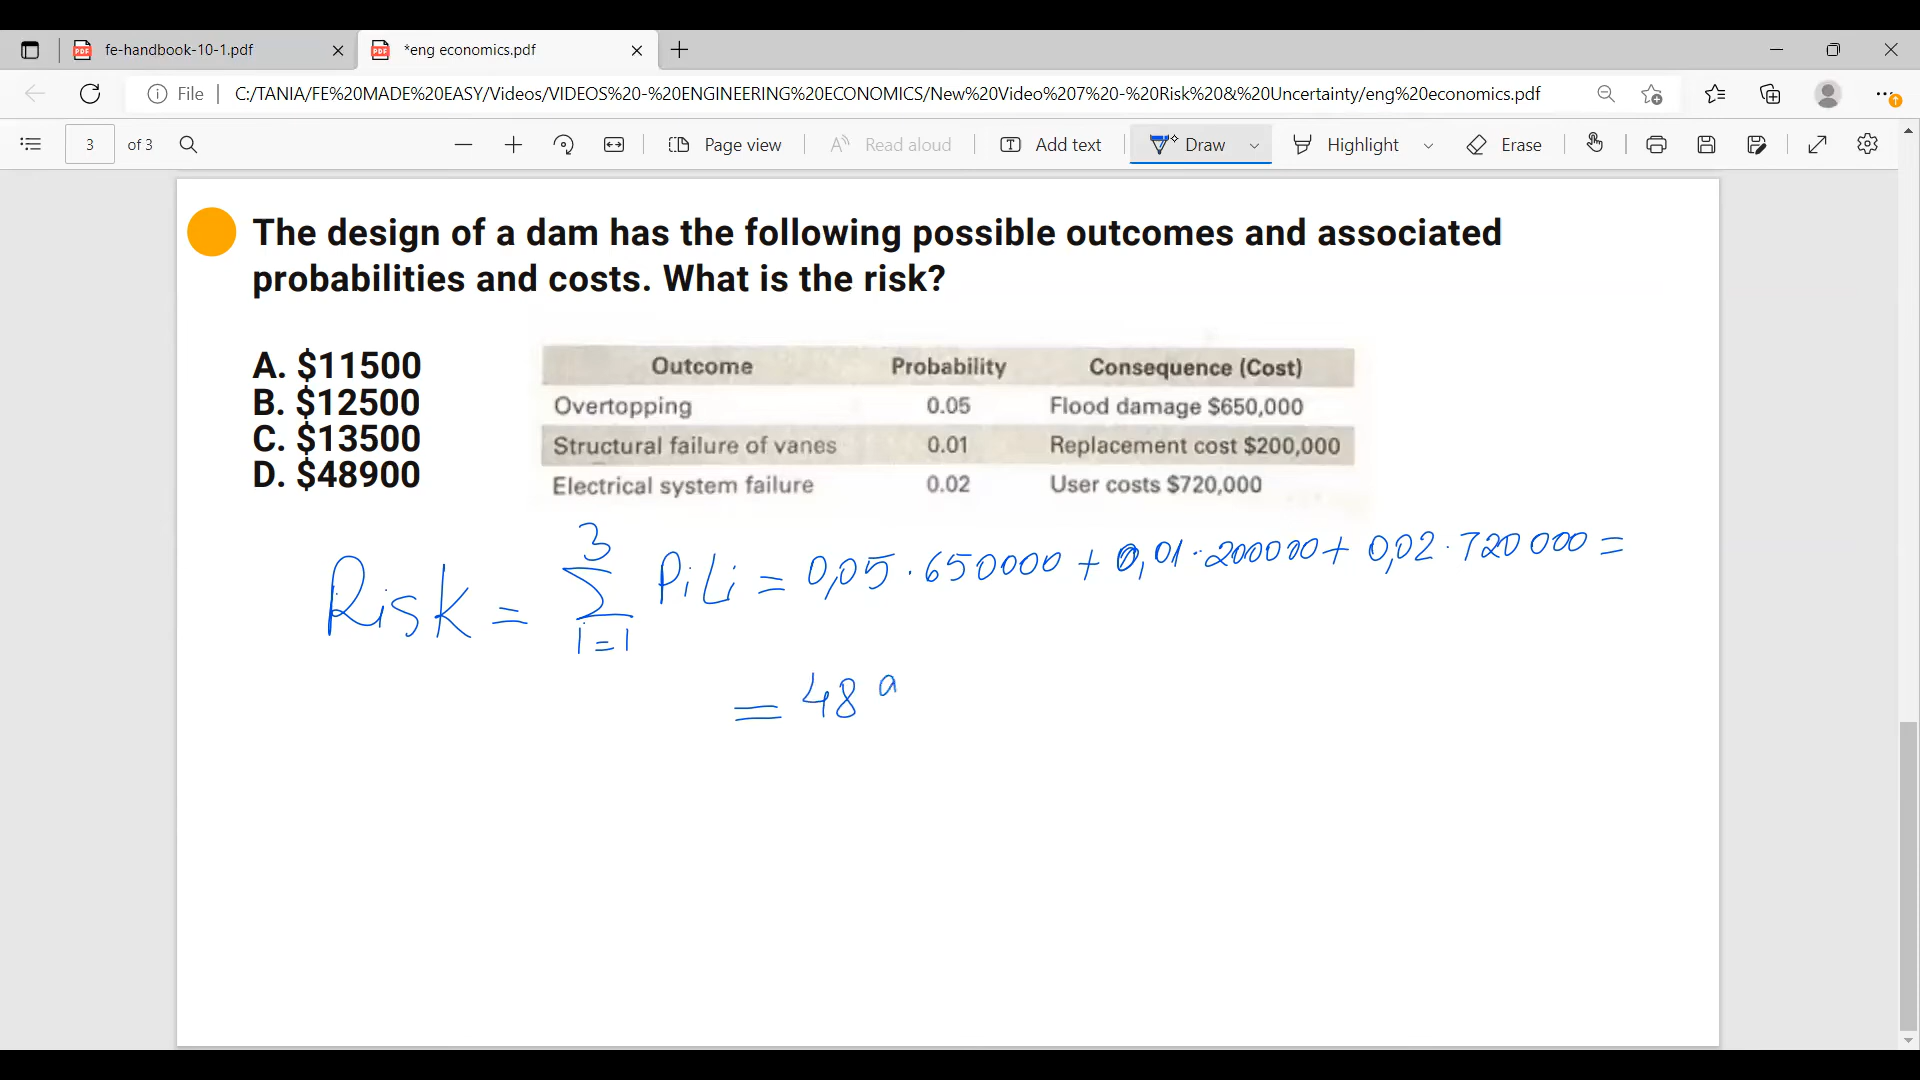 fe-handbook-10-1.pdf
*eng economics.pdf
File
C:/TANIA/FE%20MADE%20EASY/Videos/VIDEOS%20-%20ENGINEERING%20ECONOMICS/New%20Video%207%20-%20Risk%20&%20Uncertainty/eng%20economics.pdf
3 of 3
Page view
Read aloud
Add text
Draw
Highlight
Erase
The design of a dam has the following possible outcomes and associated
probabilities and costs. What is the risk?
A. $11500
B. $12500
C. $13500
D. $48900
Outcome Probability Consequence (Cost)
Overtopping 0.05 Flood damage $650,000
Structural failure of vanes 0.01 Replacement cost $200,000
Electrical system failure 0.02 User costs $720,000
3
Risk = Σ PiLi = 0,05 · 650000 + 0,01 · 200000 + 0,02 · 720 000 =
i=1
= 48